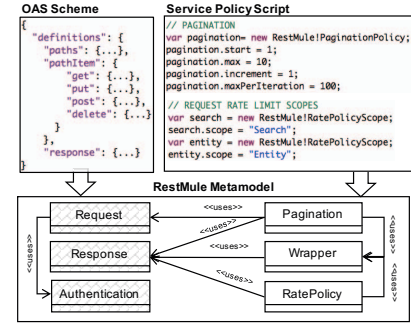 OAS Scheme
{
"definitions": {
"paths": {...},
"pathItem": {
"get": {...},
"put": {...},
"post": {...},
"delete": {...}
}
},
"response": {...}
}
Service Policy Script
// PAGINATION
var pagination= new RestMule!PaginationPolicy;
pagination.start = 1;
pagination.max = 10;
pagination.increment = 1;
pagination.maxPerIteration = 100;
// REQUEST RATE LIMIT SCOPES
var search = new RestMule!RatePolicyScope;
search.scope = "Search";
var entity = new RestMule!RatePolicyScope;
entity.scope = "Entity";
RestMule Metamodel
Request
<<uses>>
Pagination
<<uses>>
<<uses>>
<<uses>>
Response
<<uses>>
Wrapper
<<uses>>
<<uses>>
Authentication
RatePolicy